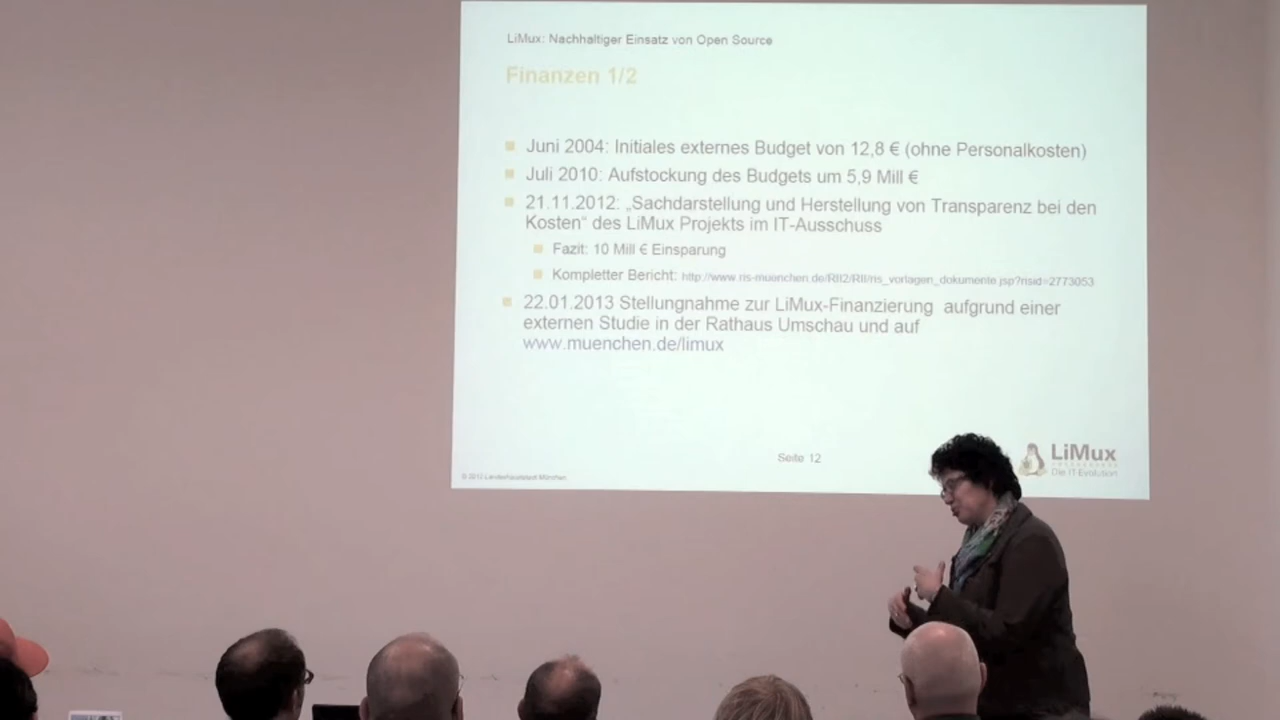 LiMux: Nachhaltiger Einsatz von Open Source
Finanzen 1/2
Juni 2004: Initiales externes Budget von 12,8 € (ohne Personalkosten)
Juli 2010: Aufstockung des Budgets um 5,9 Mill €
21.11.2012: „Sachdarstellung und Herstellung von Transparenz bei den
Kosten“ des LiMux Projekts im IT-Ausschuss
Fazit: 10 Mill € Einsparung
Kompletter Bericht: http://www.ris-muenchen.de/RII2/RII/ris_vorlagen_dokumente.jsp?risid=2773053
22.01.2013 Stellungnahme zur LiMux-Finanzierung aufgrund einer
externen Studie in der Rathaus Umschau und auf
www.muenchen.de/limux
Seite 12
LiMux
Die IT-Evolution
Landeshauptstadt München